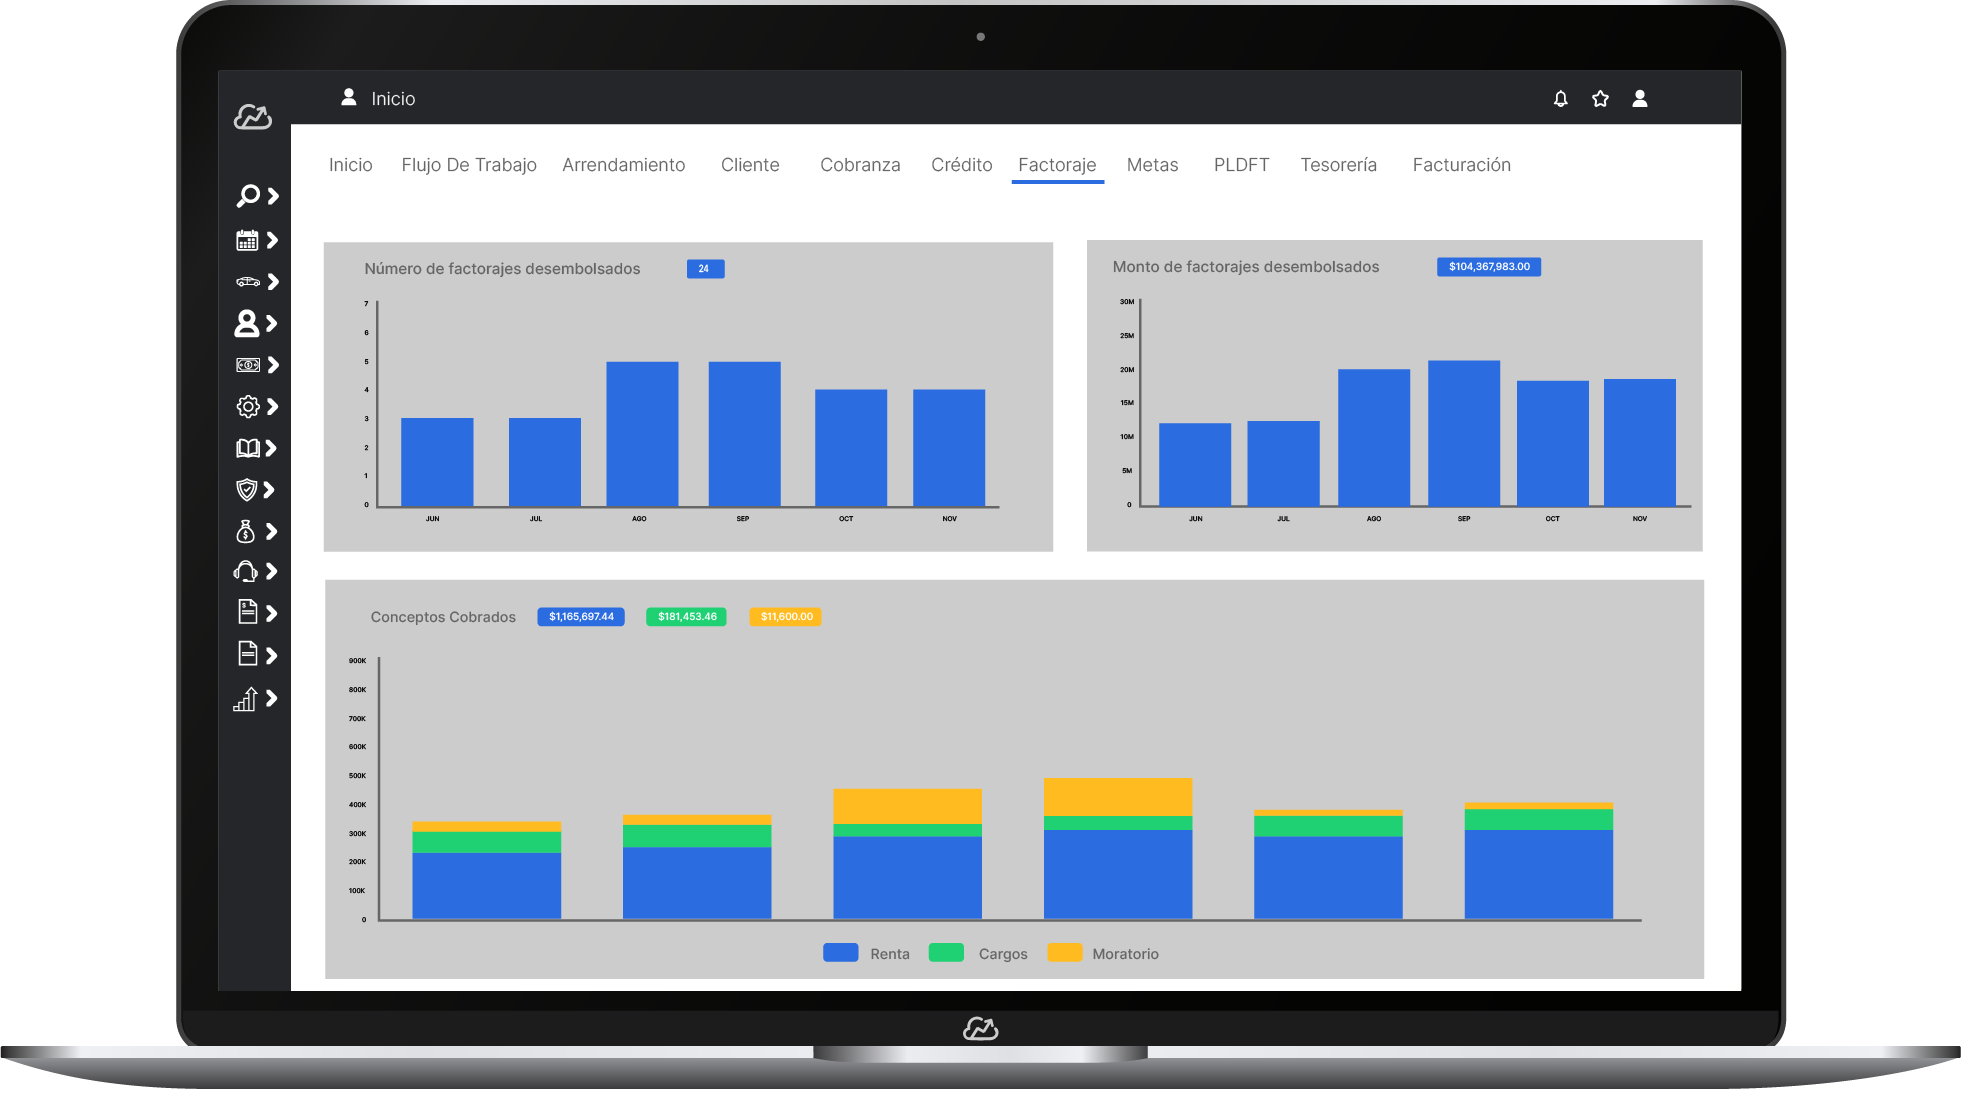 Inicio
Inicio Flujo De Trabajo Arrendamiento Cliente Cobranza Crédito Factoraje Metas PLDFT Tesorería Facturación
Número de factorajes desembolsados 24
7
6
5
4
3
2
1
0
JUN JUL AGO SEP OCT NOV
Monto de factorajes desembolsados $104,367,983.00
30M
25M
20M
15M
10M
5M
0
JUN JUL AGO SEP OCT NOV
Conceptos Cobrados $1,165,697.44 $181,453.46 $11,600.00
900K
800K
700K
600K
500K
400K
300K
200K
100K
0
Renta Cargos Moratorio